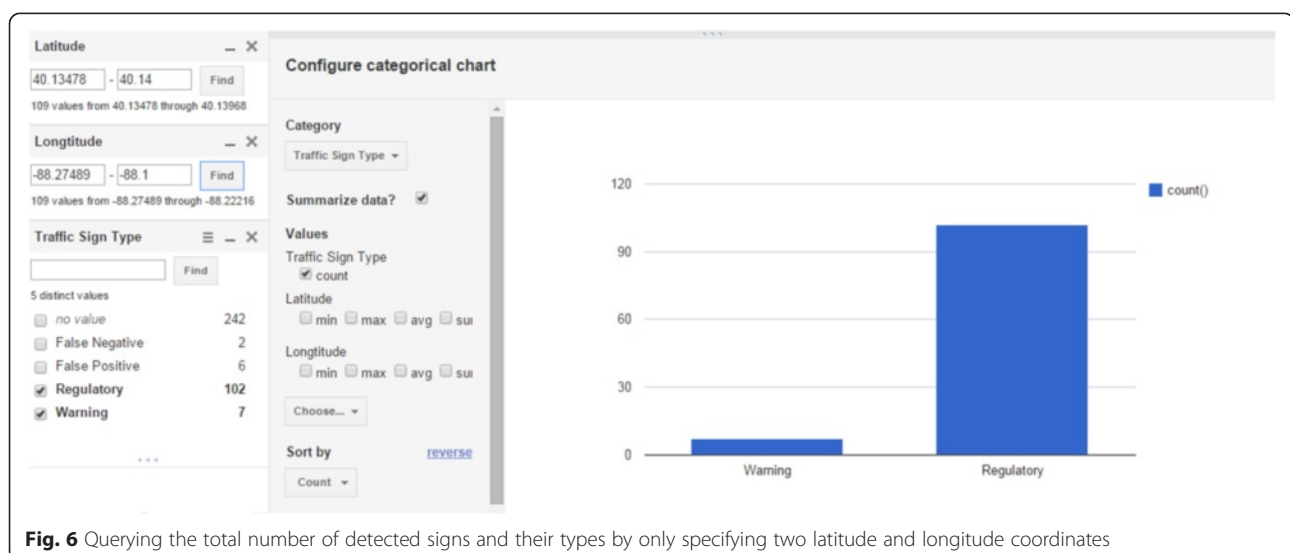 Latitude
40.13478 - 40.14 Find
109 values from 40.13478 through 40.13968
Longtitude
-88.27489 - -88.1 Find
109 values from -88.27489 through -88.22216
Traffic Sign Type
Find
5 distinct values
no value 242
False Negative 2
False Positive 6
Regulatory 102
Warning 7
Configure categorical chart
Category
Traffic Sign Type
Summarize data?
Values
Traffic Sign Type
count
Latitude
min max avg
Longtitude
min max avg
Choose...
Sort by reverse
Count
120
90
60
30
0
Warning Regulatory
count()
Fig. 6 Querying the total number of detected signs and their types by only specifying two latitude and longitude coordinates